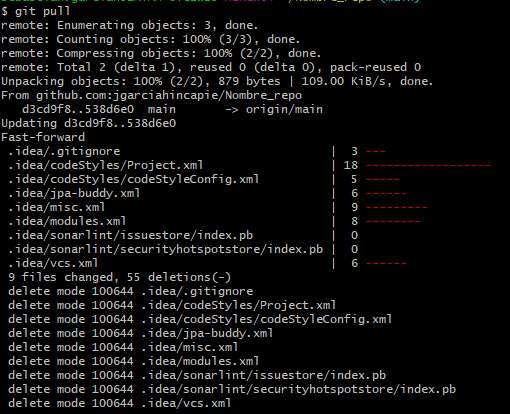 Nombre_repo
$ git pull
remote: Enumerating objects: 3, done.
remote: Counting objects: 100% (3/3), done.
remote: Compressing objects: 100% (2/2), done.
remote: Total 2 (delta 1), reused 0 (delta 0), pack-reused 0
Unpacking objects: 100% (2/2), 879 bytes | 109.00 KiB/s, done.
From github.com:jgarciahincapie/Nombre_repo
   d3cd9f8..538d6e0  main       -> origin/main
Updating d3cd9f8..538d6e0
Fast-forward
 .idea/.gitignore                              |  3 ---
 .idea/codeStyles/Project.xml                  | 18 ------------------
 .idea/codeStyles/codeStyleConfig.xml          |  5 -----
 .idea/jpa-buddy.xml                           |  6 ------
 .idea/misc.xml                                |  9 ---------
 .idea/modules.xml                             |  8 --------
 .idea/sonarlint/issuestore/index.pb           |  0
 .idea/sonarlint/securityhotspotstore/index.pb |  0
 .idea/vcs.xml                                 |  6 ------
 9 files changed, 55 deletions(-)
 delete mode 100644 .idea/.gitignore
 delete mode 100644 .idea/codeStyles/Project.xml
 delete mode 100644 .idea/codeStyles/codeStyleConfig.xml
 delete mode 100644 .idea/jpa-buddy.xml
 delete mode 100644 .idea/misc.xml
 delete mode 100644 .idea/modules.xml
 delete mode 100644 .idea/sonarlint/issuestore/index.pb
 delete mode 100644 .idea/sonarlint/securityhotspotstore/index.pb
 delete mode 100644 .idea/vcs.xml